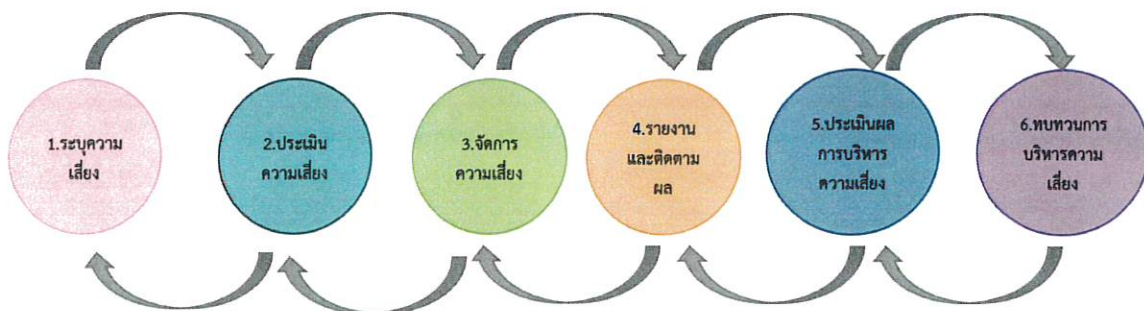 1.ระบุความ
เสี่ยง
2.ประเมิน
ความเสี่ยง
3.จัดการ
ความเสี่ยง
4.รายงาน
และติดตาม
ผล
5.ประเมินผล
การบริหาร
ความเสี่ยง
6.ทบทวนการ
บริหารความ
เสี่ยง